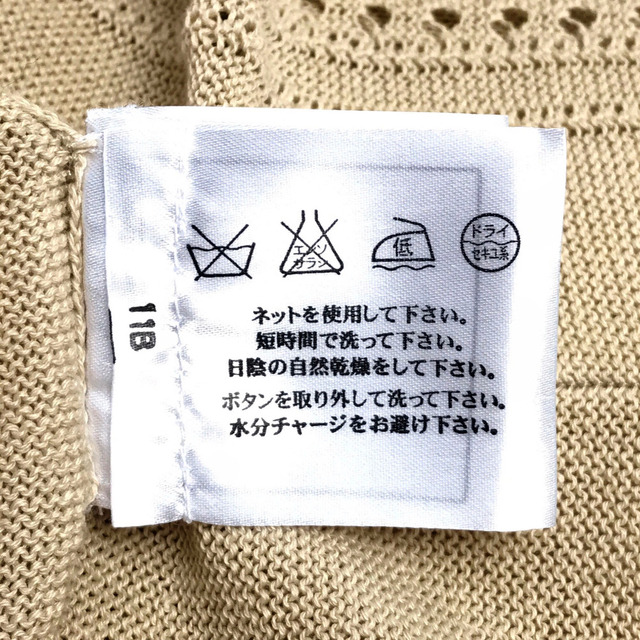 エンソ
サラシ
低
ドライ
セキユ系
ネットを使用して下さい。
短時間で洗って下さい。
日陰の自然乾燥をして下さい。
ボタンを取り外して洗って下さい。
水分チャージをお避け下さい。
11B